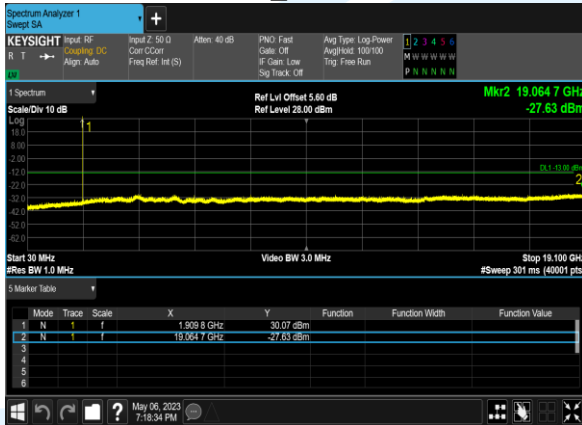 Spectrum Analyzer 1
Swept SA
+
KEYSIGHT Input: RF Input Z: 50 Ω Atten: 40 dB PNO: Fast Avg Type: Log-Power 1 2 3 4 5 6
R T Coupling: DC Corr CCorr Gate: Off Avg|Hold: 100/100 M W W W W W
Align: Auto Freq Ref: Int (S) IF Gain: Low Trig: Free Run
Sig Track: Off P N N N N N
1 Spectrum Ref Lvl Offset 5.60 dB Mkr2 19.064 7 GHz
Scale/Div 10 dB Ref Level 28.00 dBm -27.63 dBm
Log
18.0
8.00
-2.00
-12.0
-22.0
-32.0
-42.0
-52.0
-62.0
1
DL1 -13.00 dBm
2
Start 30 MHz Video BW 3.0 MHz Stop 19.100 GHz
#Res BW 1.0 MHz #Sweep 301 ms (40001 pts)
5 Marker Table
Mode Trace Scale X Y Function Function Width Function Value
1 N 1 f 1.909 8 GHz 30.07 dBm
2 N 1 f 19.064 7 GHz -27.63 dBm
3
4
5
6
? May 06, 2023
7:18:34 PM